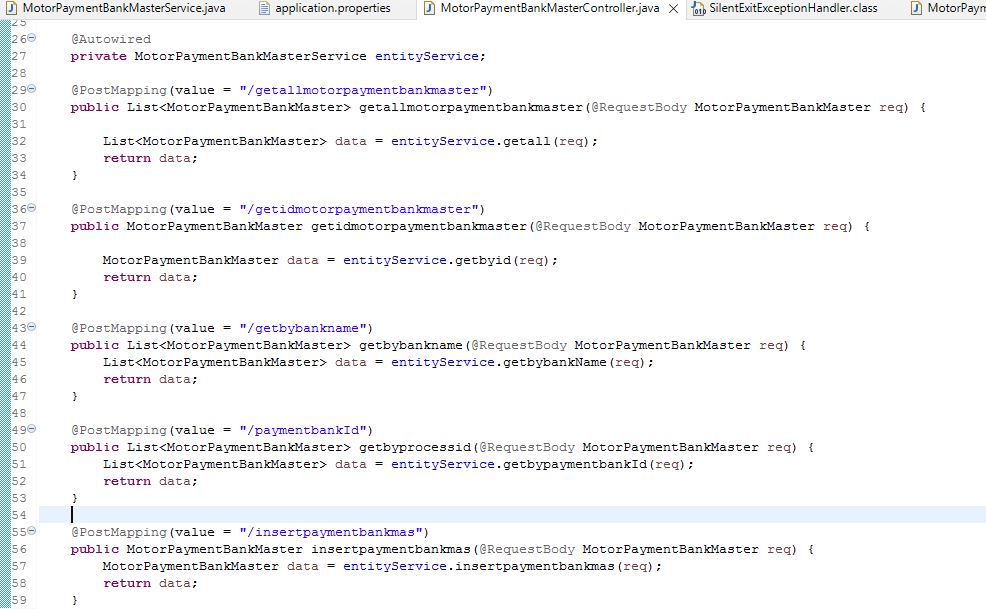 MotorPaymentBankMasterService.java application.properties MotorPaymentBankMasterController.java SilentExitExceptionHandler.class MotorPaym
25
26 @Autowired
27 private MotorPaymentBankMasterService entityService;
28
29 @PostMapping(value = "/getallmotorpaymentbankmaster")
30 public List<MotorPaymentBankMaster> getallmotorpaymentbankmaster(@RequestBody MotorPaymentBankMaster req) {
31
32 List<MotorPaymentBankMaster> data = entityService.getall(req);
33 return data;
34 }
35
36 @PostMapping(value = "/getidmotorpaymentbankmaster")
37 public MotorPaymentBankMaster getidmotorpaymentbankmaster(@RequestBody MotorPaymentBankMaster req) {
38
39 MotorPaymentBankMaster data = entityService.getbyid(req);
40 return data;
41 }
42
43 @PostMapping(value = "/getbybankname")
44 public List<MotorPaymentBankMaster> getbybankname(@RequestBody MotorPaymentBankMaster req) {
45 List<MotorPaymentBankMaster> data = entityService.getbybankName(req);
46 return data;
47 }
48
49 @PostMapping(value = "/paymentbankId")
50 public List<MotorPaymentBankMaster> getbyprocessid(@RequestBody MotorPaymentBankMaster req) {
51 List<MotorPaymentBankMaster> data = entityService.getbypaymentbankId(req);
52 return data;
53 }
54
55 @PostMapping(value = "/insertpaymentbankmas")
56 public MotorPaymentBankMaster insertpaymentbankmas(@RequestBody MotorPaymentBankMaster req) {
57 MotorPaymentBankMaster data = entityService.insertpaymentbankmas(req);
58 return data;
59 }